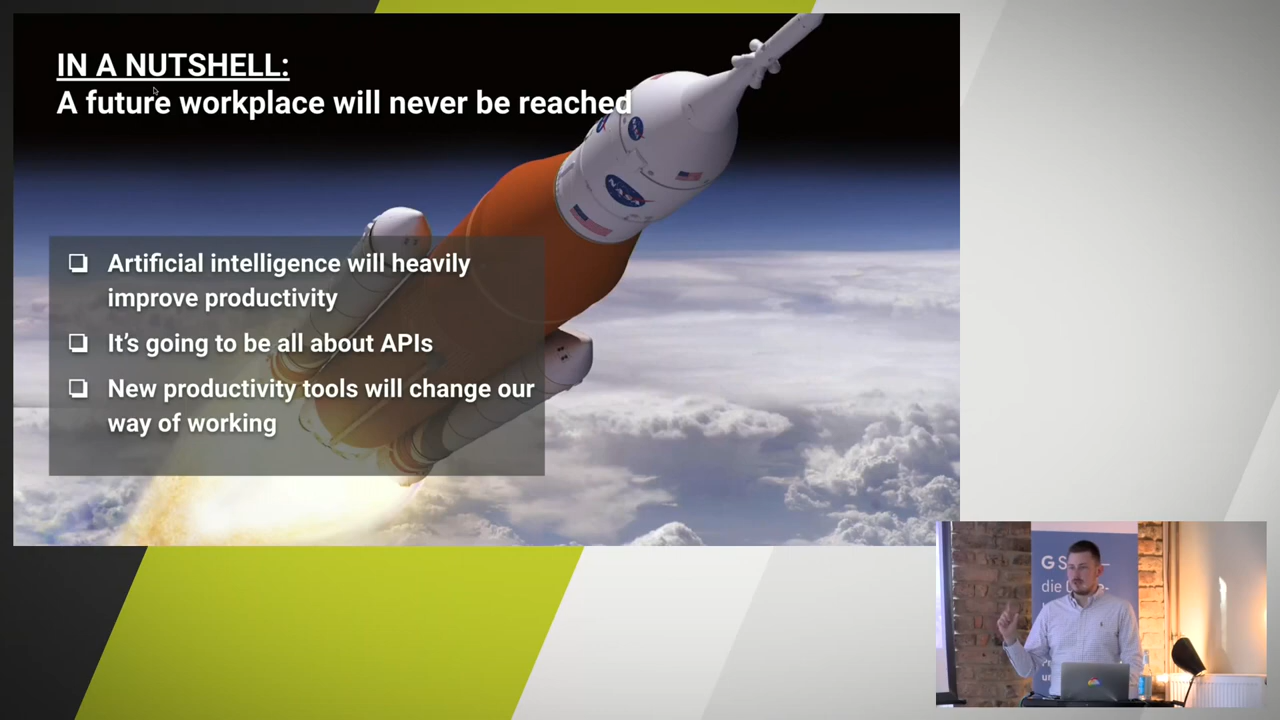 IN A NUTSHELL:
A future workplace will never be reached
NASA
Artificial intelligence will heavily
improve productivity
It's going to be all about APIs
New productivity tools will change our
way of working
die